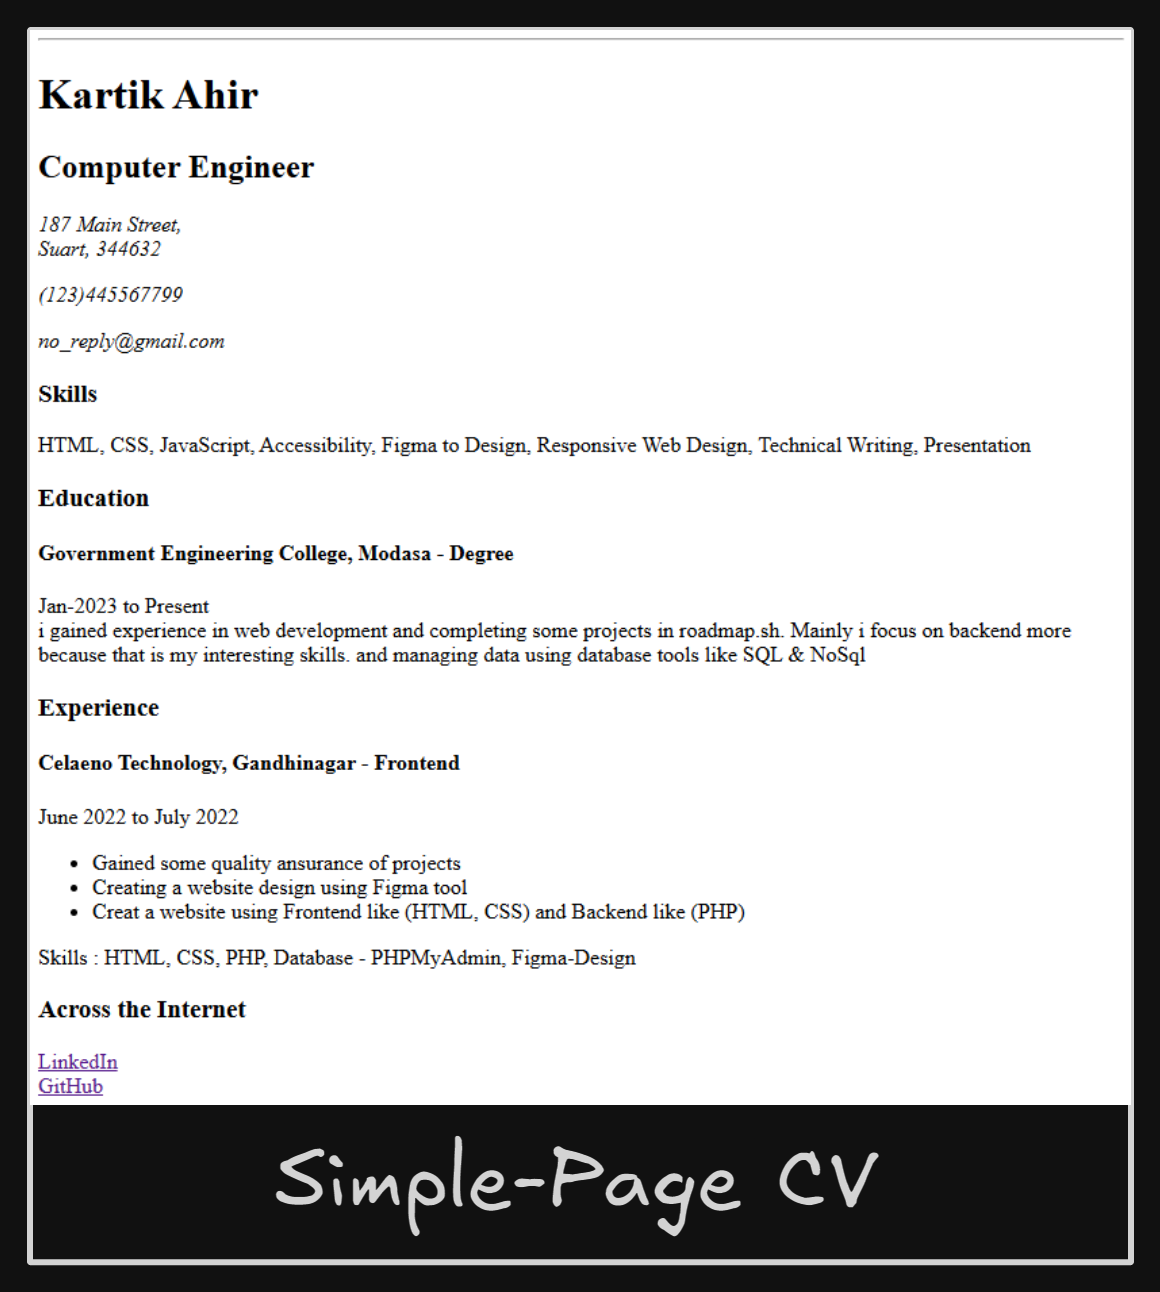 Kartik Ahir
Computer Engineer
187 Main Street,
Suart, 344632
(123)445567799
no_reply@gmail.com
Skills
HTML, CSS, JavaScript, Accessibility, Figma to Design, Responsive Web Design, Technical Writing, Presentation
Education
Government Engineering College, Modasa - Degree
Jan-2023 to Present
i gained experience in web development and completing some projects in roadmap.sh. Mainly i focus on backend more
because that is my interesting skills. and managing data using database tools like SQL & NoSql
Experience
Celaeno Technology, Gandhinagar - Frontend
June 2022 to July 2022
• Gained some quality ansurance of projects
• Creating a website design using Figma tool
• Creat a website using Frontend like (HTML, CSS) and Backend like (PHP)
Skills : HTML, CSS, PHP, Database - PHPMyAdmin, Figma-Design
Across the Internet
LinkedIn
GitHub
Simple-Page CV